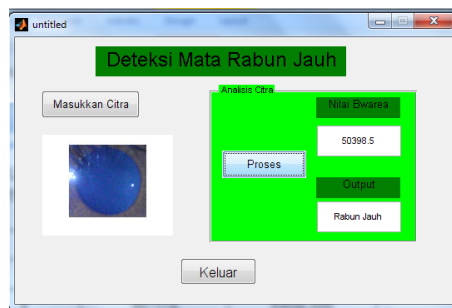 untitled
Deteksi Mata Rabun Jauh
Masukkan Citra
Analisis Citra
Nilai Bwarea
50398.5
Proses
Output
Rabun Jauh
Keluar